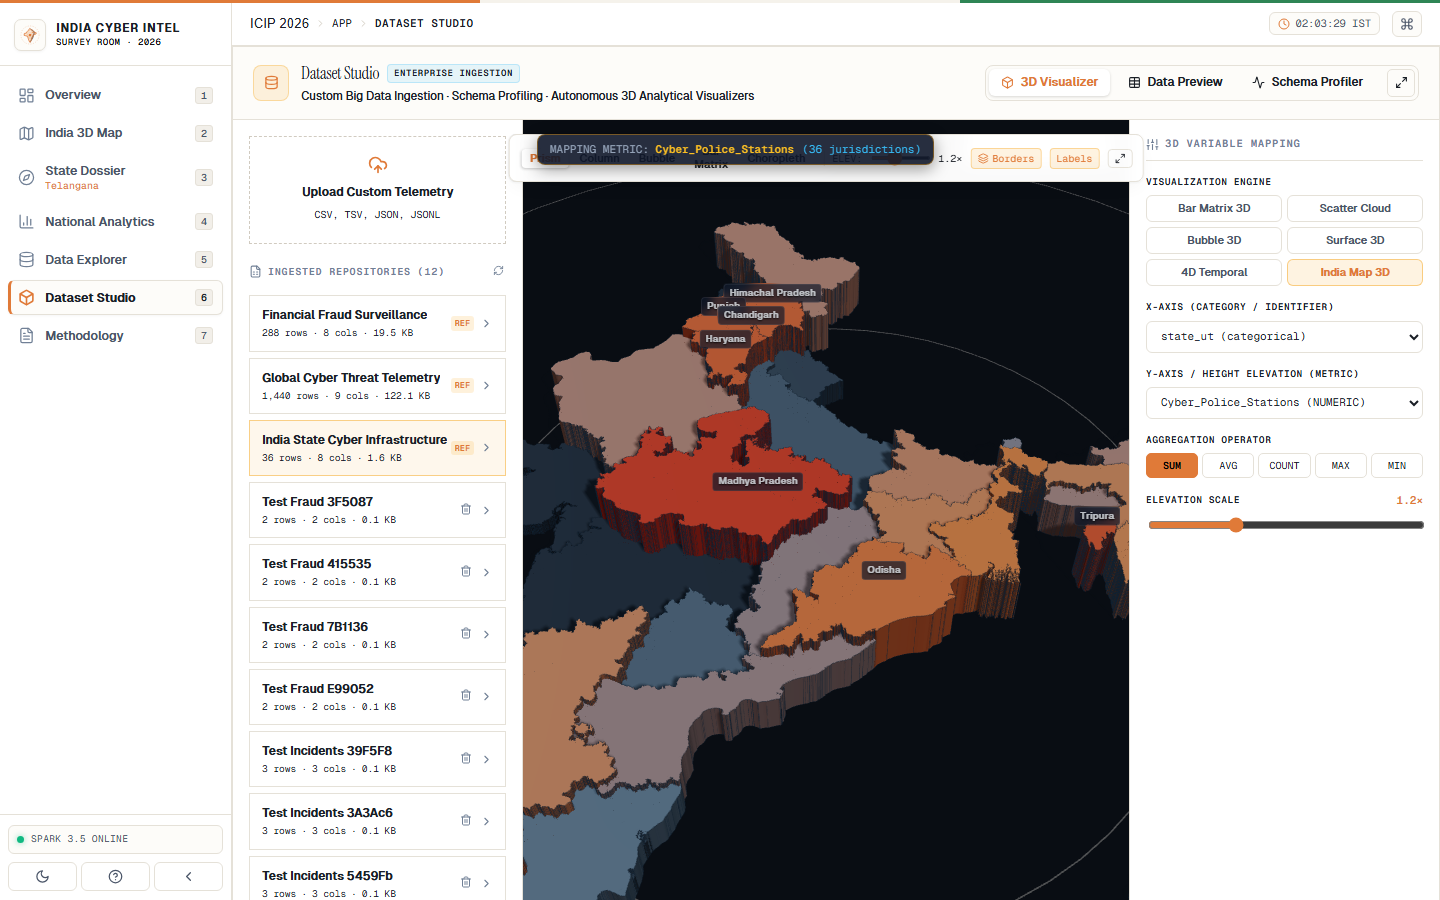 INDIA CYBER INTEL
SURVEY ROOM · 2026
Overview 1
India 3D Map 2
State Dossier 3
Telangana
National Analytics 4
Data Explorer 5
Dataset Studio 6
Methodology 7
SPARK 3.5 ONLINE
ICIP 2026 APP DATASET STUDIO
02:03:29 IST
Dataset Studio ENTERPRISE INGESTION
Custom Big Data Ingestion · Schema Profiling · Autonomous 3D Analytical Visualizers
3D Visualizer Data Preview Schema Profiler
Upload Custom Telemetry
CSV, TSV, JSON, JSONL
INGESTED REPOSITORIES (12)
Financial Fraud Surveillance REF
288 rows · 8 cols · 19.5 KB
Global Cyber Threat Telemetry REF
1,440 rows · 9 cols · 122.1 KB
India State Cyber Infrastructure REF
36 rows · 8 cols · 1.6 KB
Test Fraud 3F5087
2 rows · 2 cols · 0.1 KB
Test Fraud 415535
2 rows · 2 cols · 0.1 KB
Test Fraud 7B1136
2 rows · 2 cols · 0.1 KB
Test Fraud E99052
2 rows · 2 cols · 0.1 KB
Test Incidents 39F5F8
3 rows · 3 cols · 0.1 KB
Test Incidents 3A3Ac6
3 rows · 3 cols · 0.1 KB
Test Incidents 5459Fb
3 rows · 3 cols · 0.1 KB
MAPPING METRIC: Cyber_Police_Stations (36 jurisdictions)
Column Bubble Matrix Choropleth ELEV 1.2× Borders Labels
Himachal Pradesh
Punjab
Chandigarh
Haryana
Madhya Pradesh
Tripura
Odisha
3D VARIABLE MAPPING
VISUALIZATION ENGINE
Bar Matrix 3D Scatter Cloud
Bubble 3D Surface 3D
4D Temporal India Map 3D
X-AXIS (CATEGORY / IDENTIFIER)
state_ut (categorical)
Y-AXIS / HEIGHT ELEVATION (METRIC)
Cyber_Police_Stations (NUMERIC)
AGGREGATION OPERATOR
SUM AVG COUNT MAX MIN
ELEVATION SCALE 1.2×